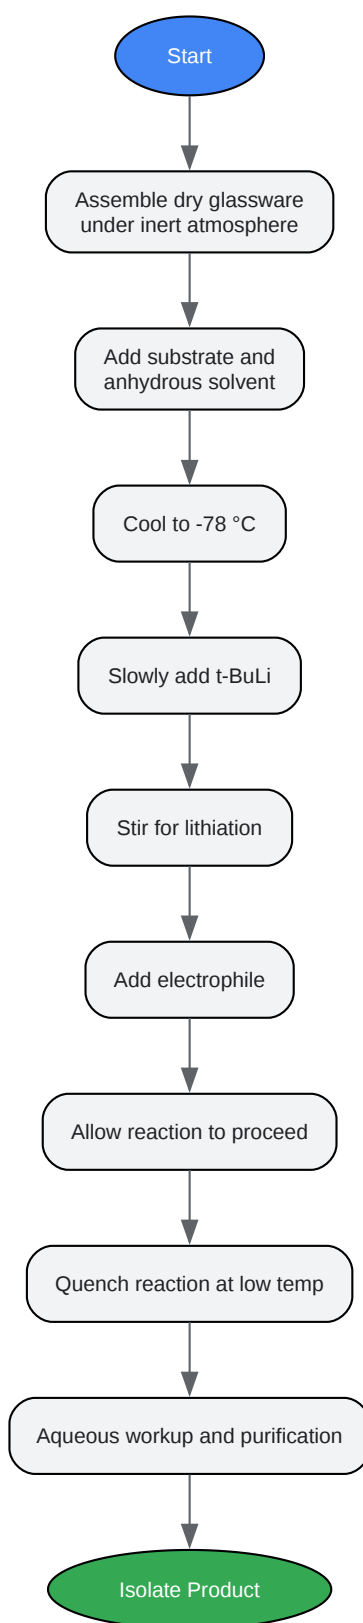 Start
Assemble dry glassware
under inert atmosphere
Add substrate and
anhydrous solvent
Cool to -78 °C
Slowly add t-BuLi
Stir for lithiation
Add electrophile
Allow reaction to proceed
Quench reaction at low temp
Aqueous workup and purification
Isolate Product